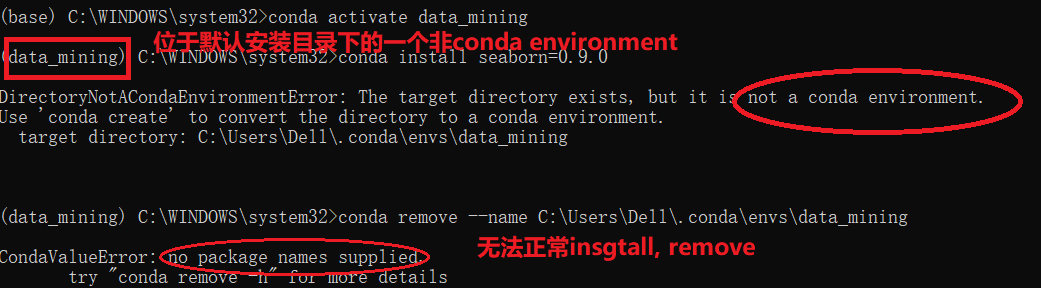 (base) C:\WINDOWS\system32>conda activate data_mining
位于默认安装目录下的一个非conda environment
(data_mining) C:\WINDOWS\system32>conda install seaborn=0.9.0
DirectoryNotACondaEnvironmentError: The target directory exists, but it is not a conda environment.
Use 'conda create' to convert the directory to a conda environment.
target directory: C:\Users\Dell\.conda\envs\data_mining
(data_mining) C:\WINDOWS\system32>conda remove --name C:\Users\Dell\.conda\envs\data_mining
CondaValueError: no package names supplied,
无法正常insgtall, remove
try "conda remove -h" for more details